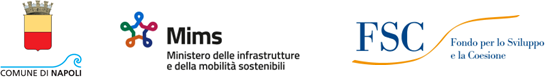 COMUNE DI NAPOLI
Mims
Ministero delle infrastrutture
e della mobilità sostenibili
FSC
Fondo per lo Sviluppo
e la Coesione